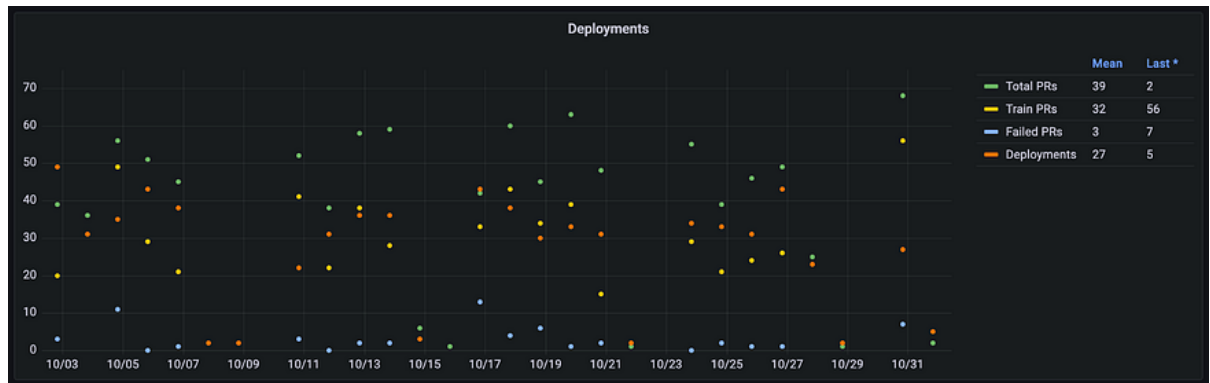 Deployments
Mean Last *
Total PRs 39 2
Train PRs 32 56
Failed PRs 3 7
Deployments 27 5
70
60
50
40
30
20
10
0
10/03 10/05 10/07 10/09 10/11 10/13 10/15 10/17 10/19 10/21 10/23 10/25 10/27 10/29 10/31